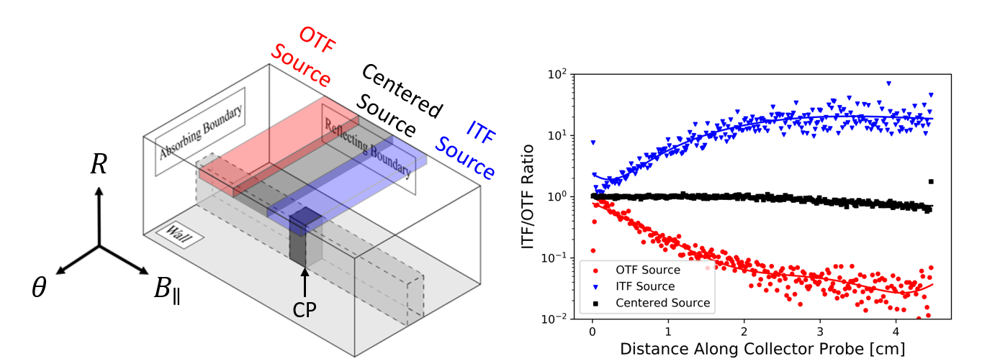 OTF
Source
Centered
Source
ITF
Source
Absorbing Boundary
Reflecting Boundary
Wall
R
θ
B∥
CP
ITF/OTF Ratio
10²
10¹
10⁰
10⁻¹
10⁻²
OTF Source
ITF Source
Centered Source
0 1 2 3 4
Distance Along Collector Probe [cm]